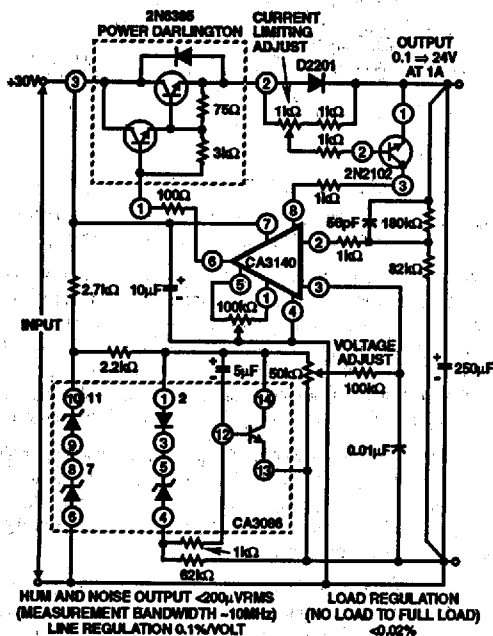 2N6385
POWER DARLINGTON
CURRENT
LIMITING
ADJUST
OUTPUT
0.1 ⇒ 24V
AT 1A
+30V
3
2
D2201
75Ω
3kΩ
1kΩ
1kΩ
1kΩ
1
2
2N2102
3
1
100Ω
8
1kΩ
7
56pF
180kΩ
6
CA3140
2
1kΩ
82kΩ
5
1
4
3
2.7kΩ
10μF
+
-
100kΩ
INPUT
2.2kΩ
VOLTAGE
ADJUST
+
-
5μF
50kΩ
100kΩ
+
-
250μF
10
11
1
2
14
9
3
12
0.01μF
8
7
5
13
6
4
CA3086
1kΩ
62kΩ
HUM AND NOISE OUTPUT <200μVRMS
(MEASUREMENT BANDWIDTH ~10MHz)
LINE REGULATION 0.1%/VOLT
LOAD REGULATION
(NO LOAD TO FULL LOAD)
<0.02%